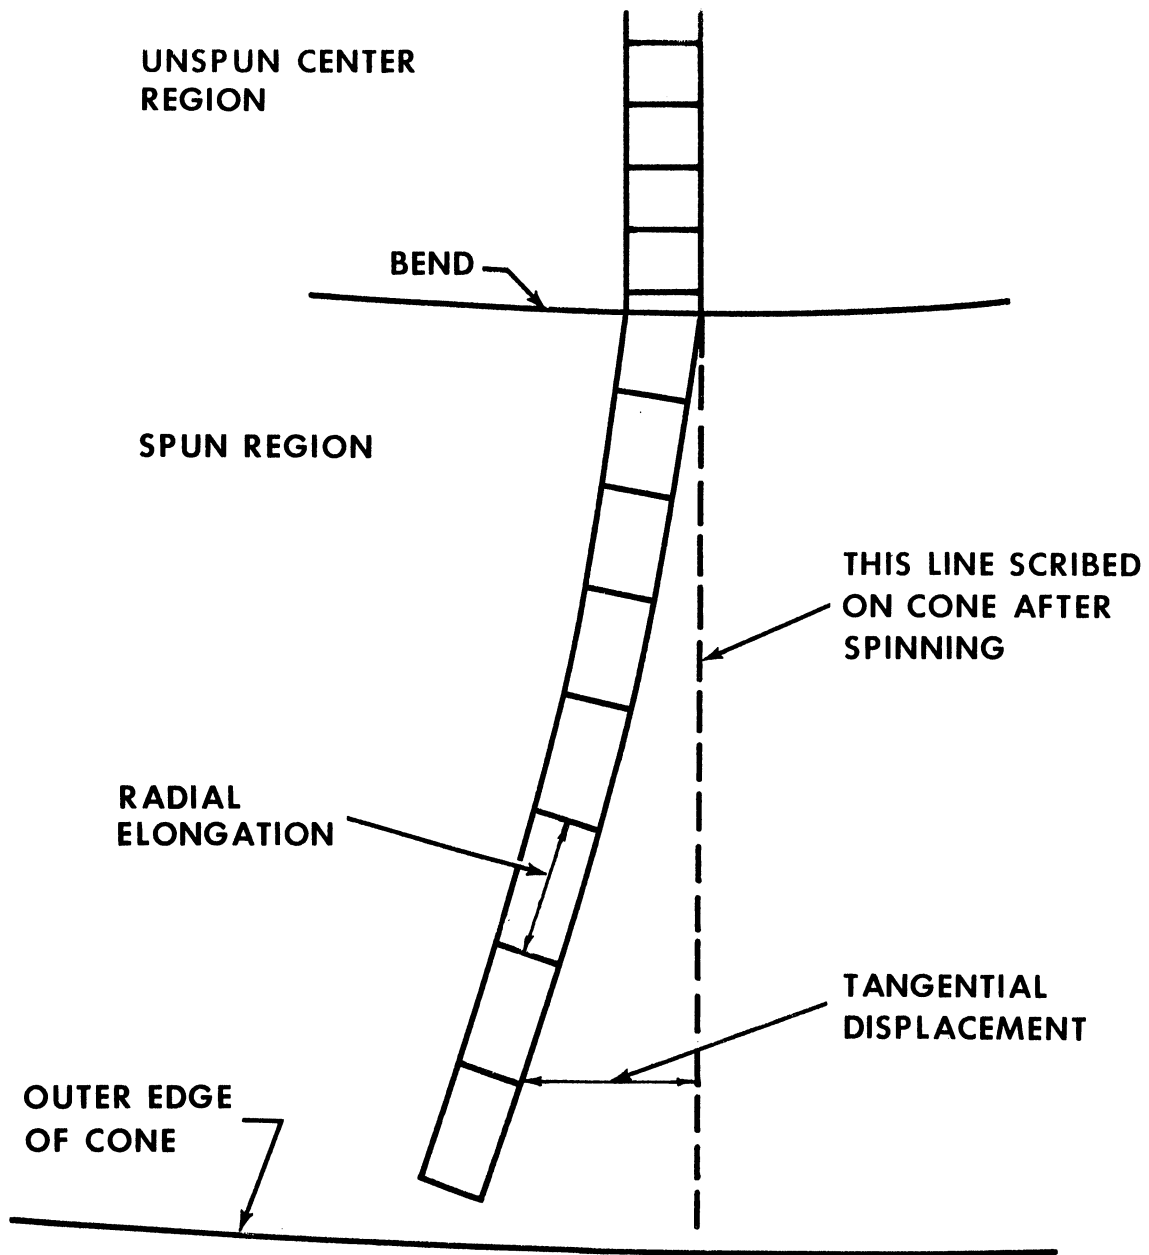 UNSPUN CENTER
REGION
BEND
SPUN REGION
THIS LINE SCRIBED
ON CONE AFTER
SPINNING
RADIAL
ELONGATION
TANGENTIAL
DISPLACEMENT
OUTER EDGE
OF CONE